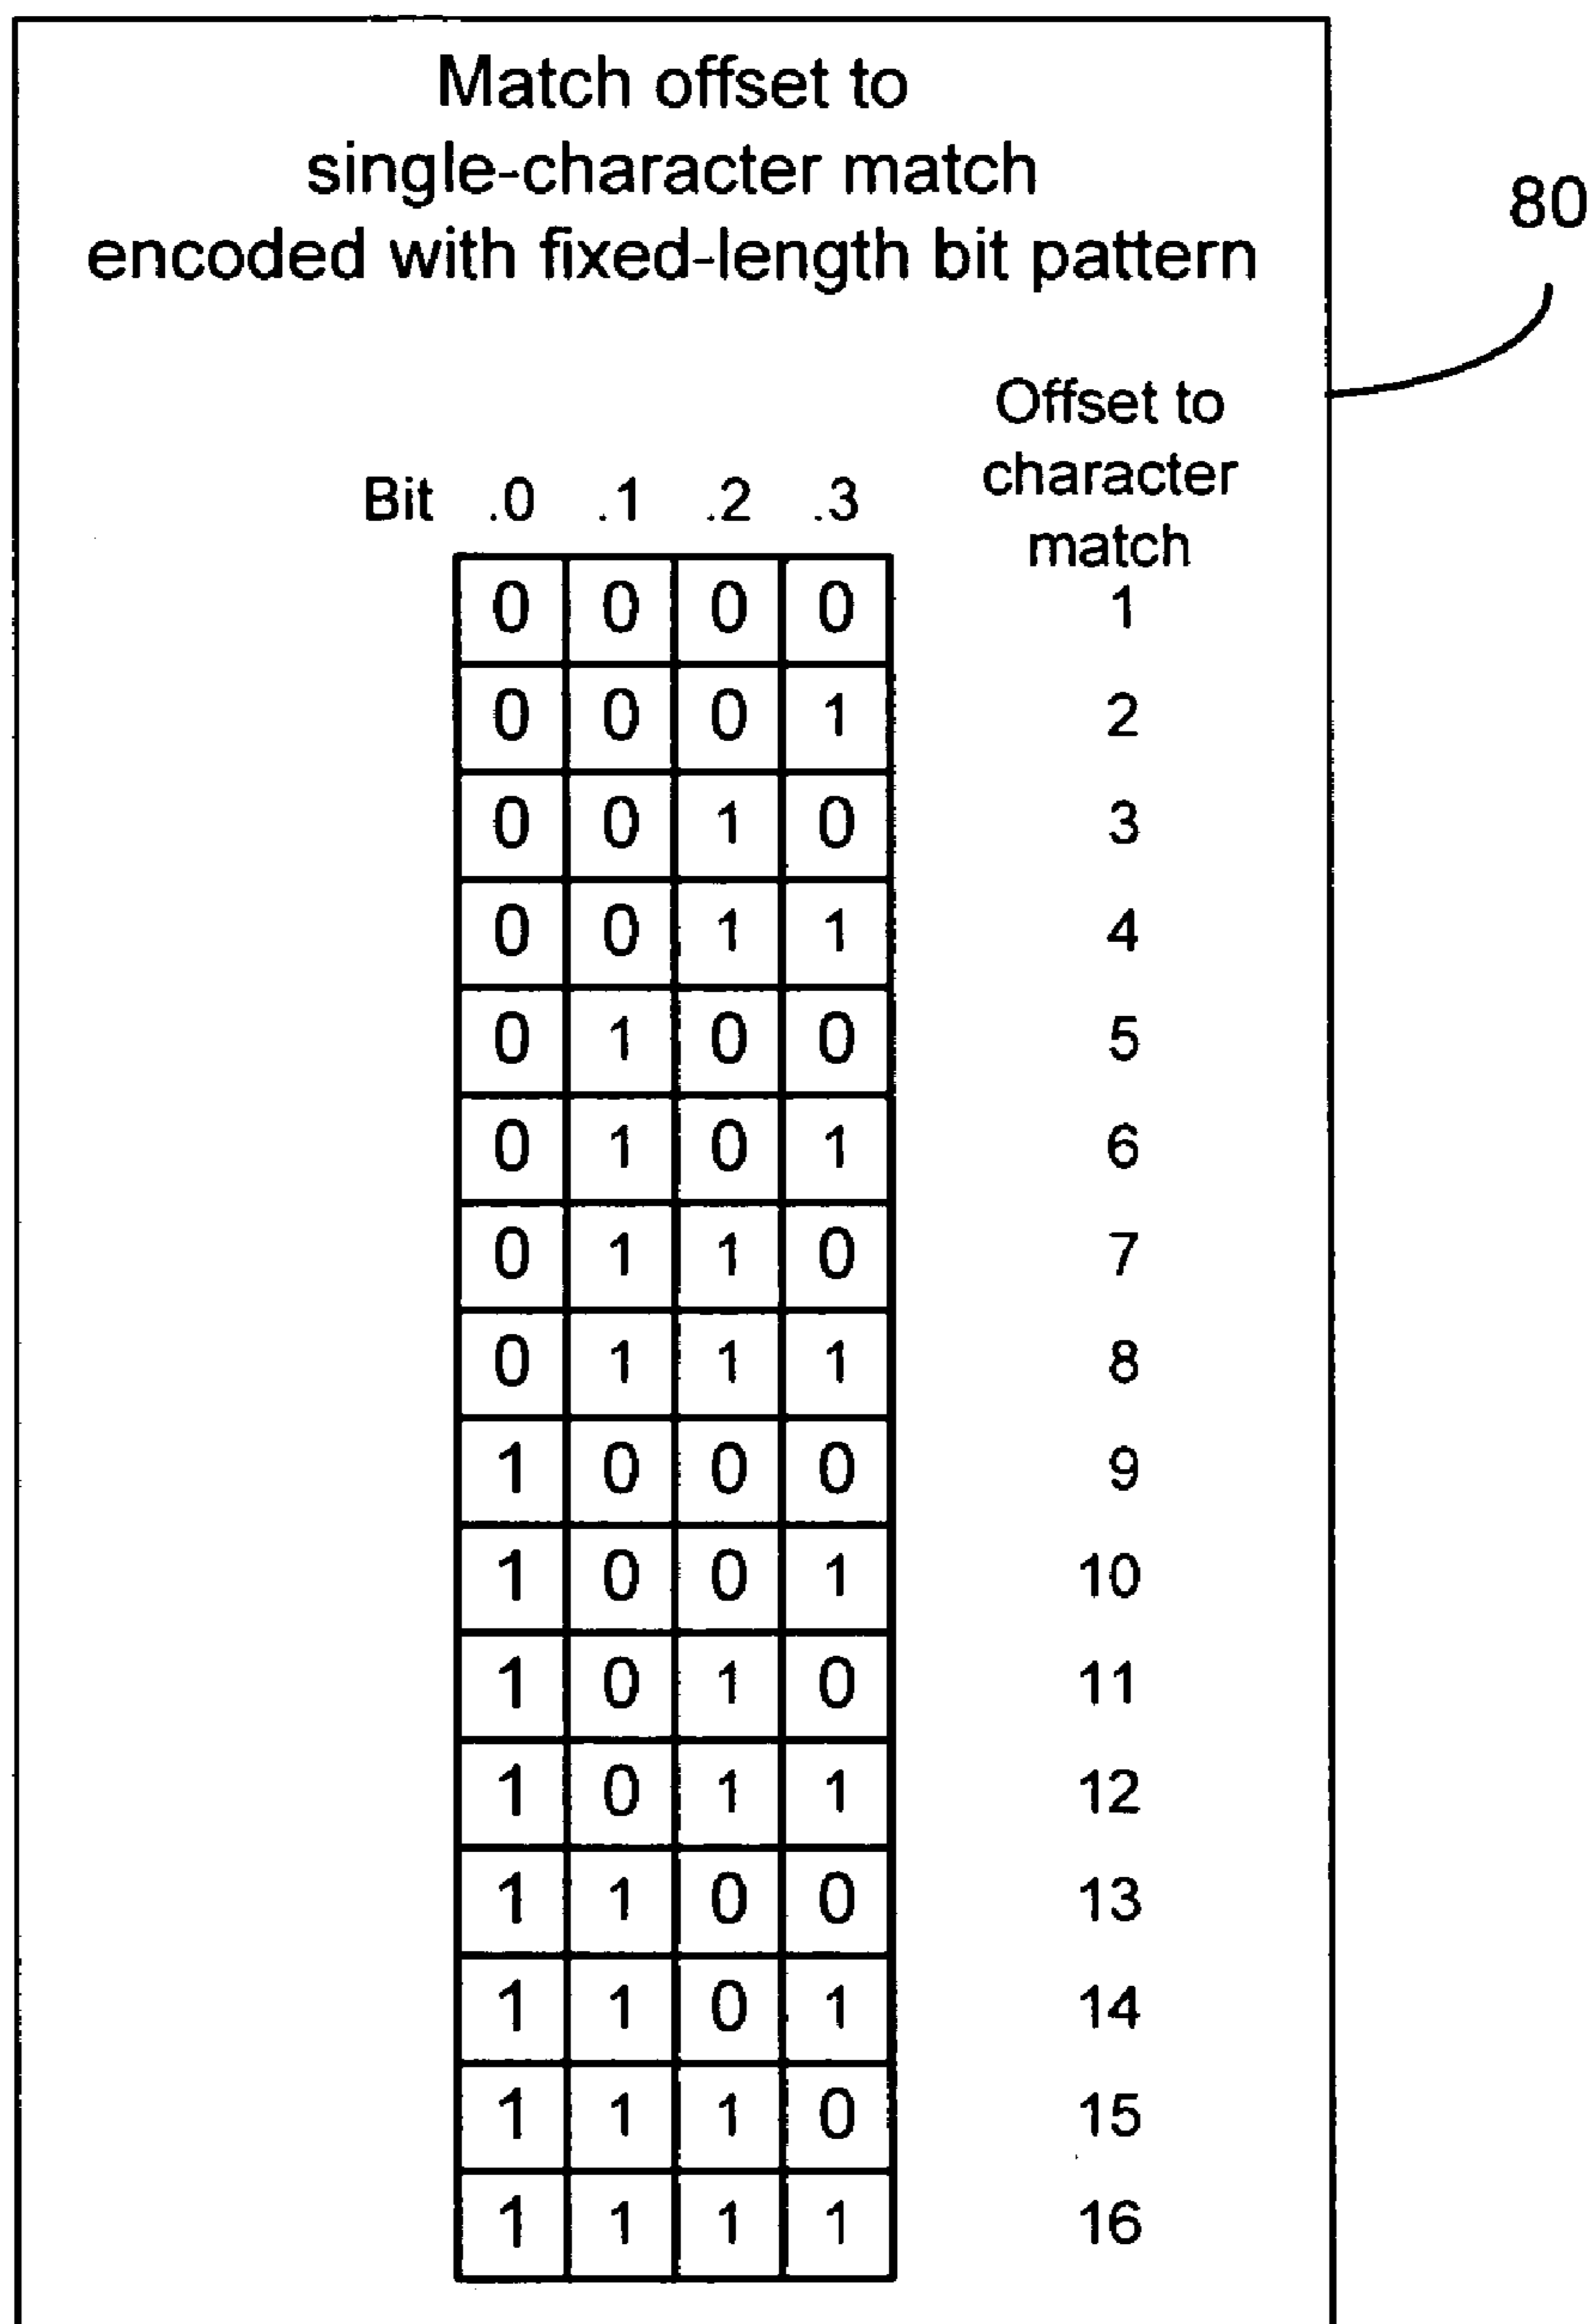 Match offset to
single-character match
encoded with fixed-length bit pattern
80
Offset to
character
match
Bit .0 .1 .2 .3
0 0 0 0 1
0 0 0 1 2
0 0 1 0 3
0 0 1 1 4
0 1 0 0 5
0 1 0 1 6
0 1 1 0 7
0 1 1 1 8
1 0 0 0 9
1 0 0 1 10
1 0 1 0 11
1 0 1 1 12
1 1 0 0 13
1 1 0 1 14
1 1 1 0 15
1 1 1 1 16